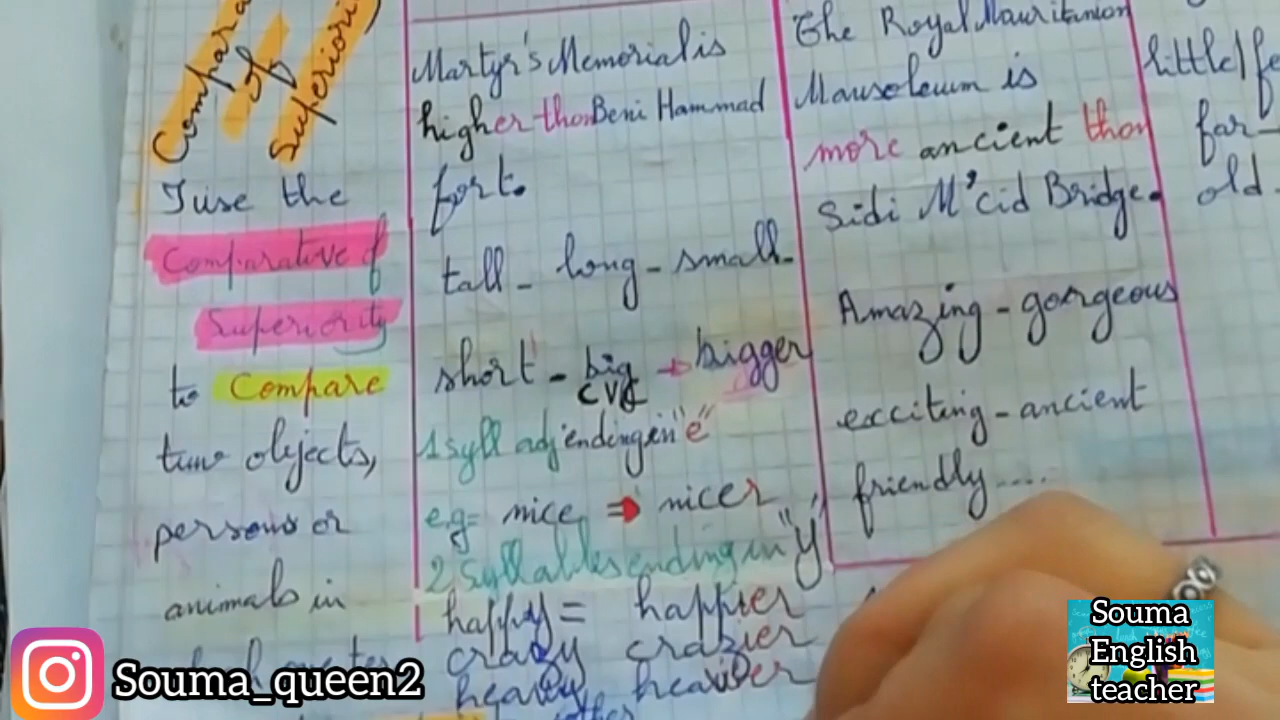 Compara
of
Superiori
I use the
Comparative of
Superiority
to Compare
two objects,
persons or
animals in
Martyr's Memorial is
higher than Beni Hammad
fort.
tall - long - small -
short - big → bigger
CVC
1 syll adj ending in "e"
e.g= nice ⇒ nicer
2 Syllables ending in "y"
happy = happier
crazy crazier
heavy heavier
The Royal Mauritanian
Mausoleum is
more ancient than
Sidi M'Cid Bridge.
Amazing - gorgeous
exciting - ancient
friendly ....
little/fe
far -
old -
Souma_queen2
Souma
English
teacher